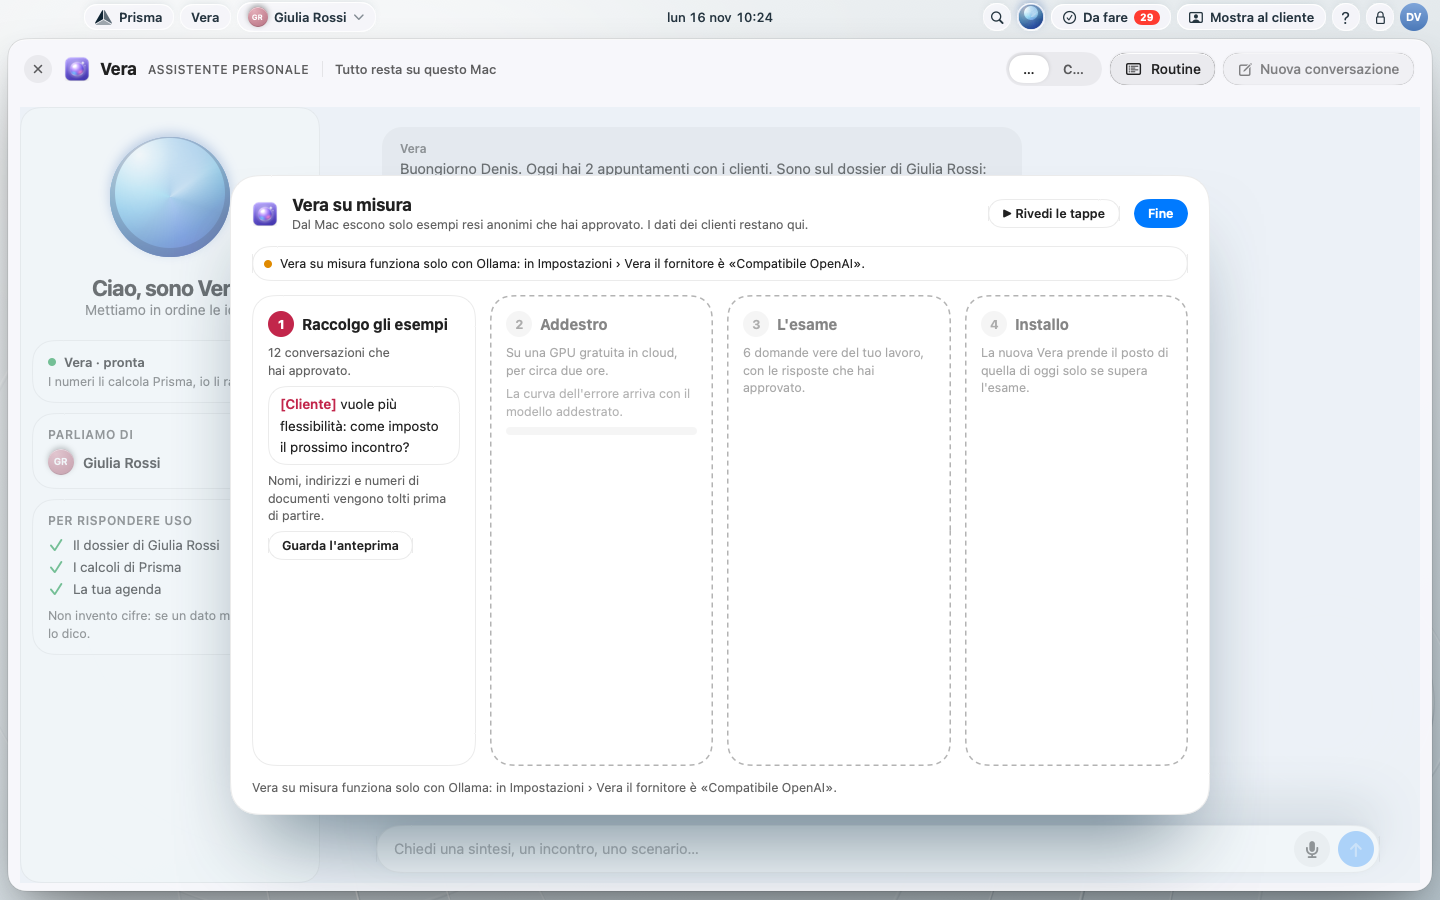 Prisma
Vera
GR
Giulia Rossi
lun 16 nov 10:24
Da fare 29
Mostra al cliente
?
DV
Vera ASSISTENTE PERSONALE
Tutto resta su questo Mac
...
C...
Routine
Nuova conversazione
Vera
Buongiorno Denis. Oggi hai 2 appuntamenti con i clienti. Sono sul dossier di Giulia Rossi:
Ciao, sono Ver
Mettiamo in ordine le
Vera · pronta
I numeri li calcola Prisma, io li
PARLIAMO DI
GR
Giulia Rossi
PER RISPONDERE USO
Il dossier di Giulia Rossi
I calcoli di Prisma
La tua agenda
Non invento cifre: se un dato
lo dico.
Vera su misura
Dal Mac escono solo esempi resi anonimi che hai approvato. I dati dei clienti restano qui.
Rivedi le tappe
Fine
Vera su misura funziona solo con Ollama: in Impostazioni › Vera il fornitore è «Compatibile OpenAI».
1 Raccolgo gli esempi
12 conversazioni che
hai approvato.
[Cliente] vuole più
flessibilità: come imposto
il prossimo incontro?
Nomi, indirizzi e numeri di
documenti vengono tolti prima
di partire.
Guarda l'anteprima
2 Addestro
Su una GPU gratuita in cloud,
per circa due ore.
La curva dell'errore arriva con il
modello addestrato.
3 L'esame
6 domande vere del tuo lavoro,
con le risposte che hai
approvato.
4 Installo
La nuova Vera prende il posto di
quella di oggi solo se supera
l'esame.
Vera su misura funziona solo con Ollama: in Impostazioni › Vera il fornitore è «Compatibile OpenAI».
Chiedi una sintesi, un incontro, uno scenario...